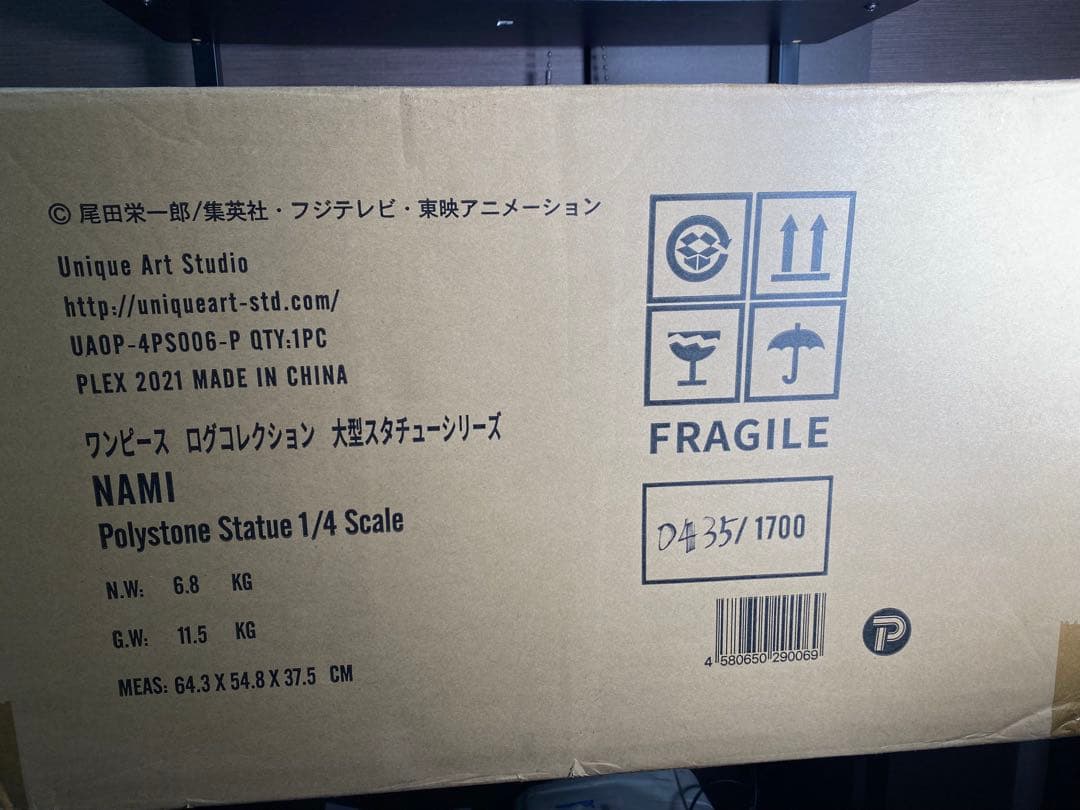 © 尾田栄一郎/集英社・フジテレビ・東映アニメーション
Unique Art Studio
http://uniqueart-std.com/
UAOP-4PS006-P QTY:1PC
PLEX 2021 MADE IN CHINA
ワンピース ログコレクション 大型スタチューシリーズ
NAMI
Polystone Statue 1/4 Scale
N.W: 6.8 KG
G.W: 11.5 KG
MEAS: 64.3 X 54.8 X 37.5 CM
FRAGILE
0435/1700
4 580650 290069
P